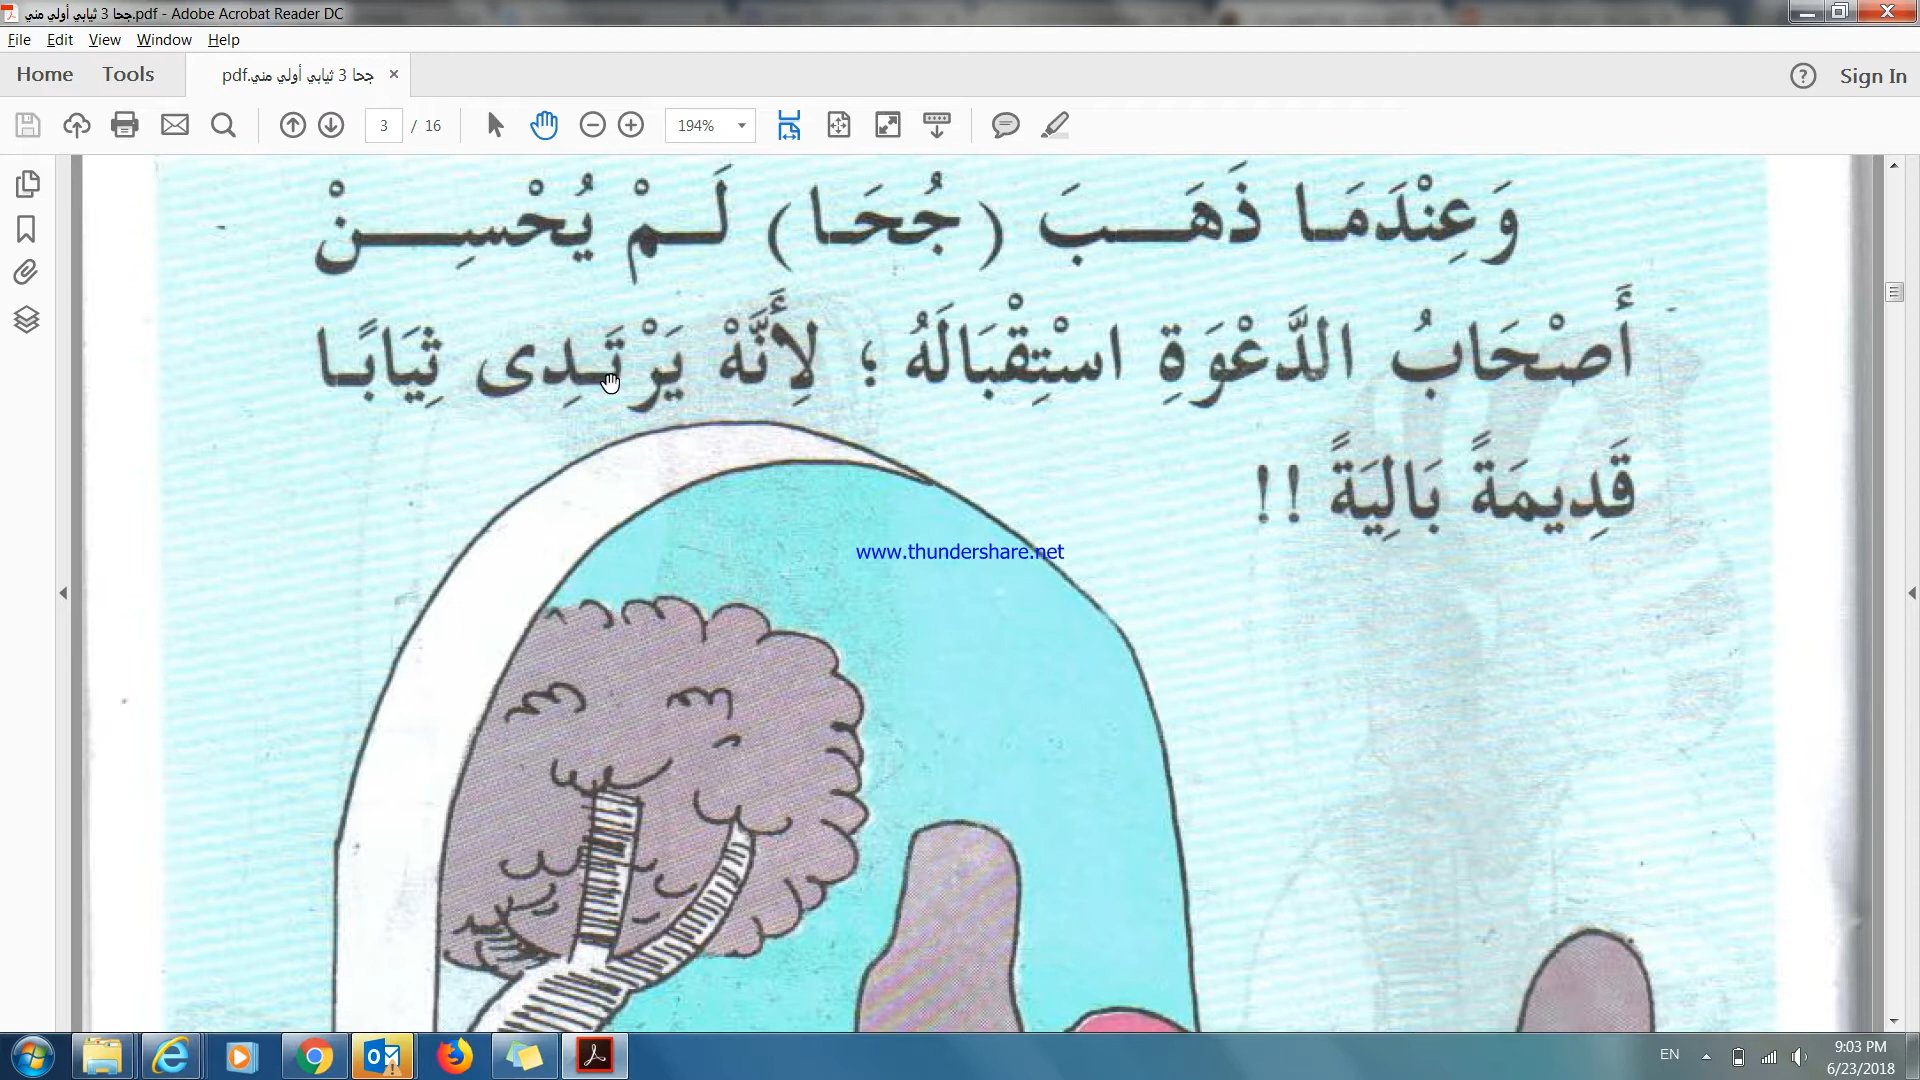 جحا 3 ثيابي أولي مني.pdf - Adobe Acrobat Reader DC
File Edit View Window Help
Home Tools جحا 3 ثيابي أولي مني.pdf × Sign In
3 / 16 194%
وَعِنْدَمَا ذَهَبَ (جُحَا) لَمْ يُحْسِنْ
أَصْحَابُ الدَّعْوَةِ اسْتِقْبَالَهُ ؛ لِأَنَّهْ يَرْتَدِى ثِيَابًا
قَدِيمَةً بَالِيَةً !!
www.thundershare.net
EN
9:03 PM
6/23/2018